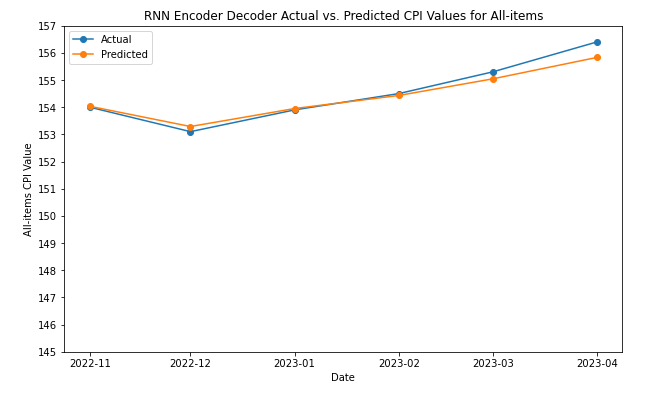 RNN Encoder Decoder Actual vs. Predicted CPI Values for All-items
Actual
Predicted
All-items CPI Value
157
156
155
154
153
152
151
150
149
148
147
146
145
2022-11 2022-12 2023-01 2023-02 2023-03 2023-04
Date